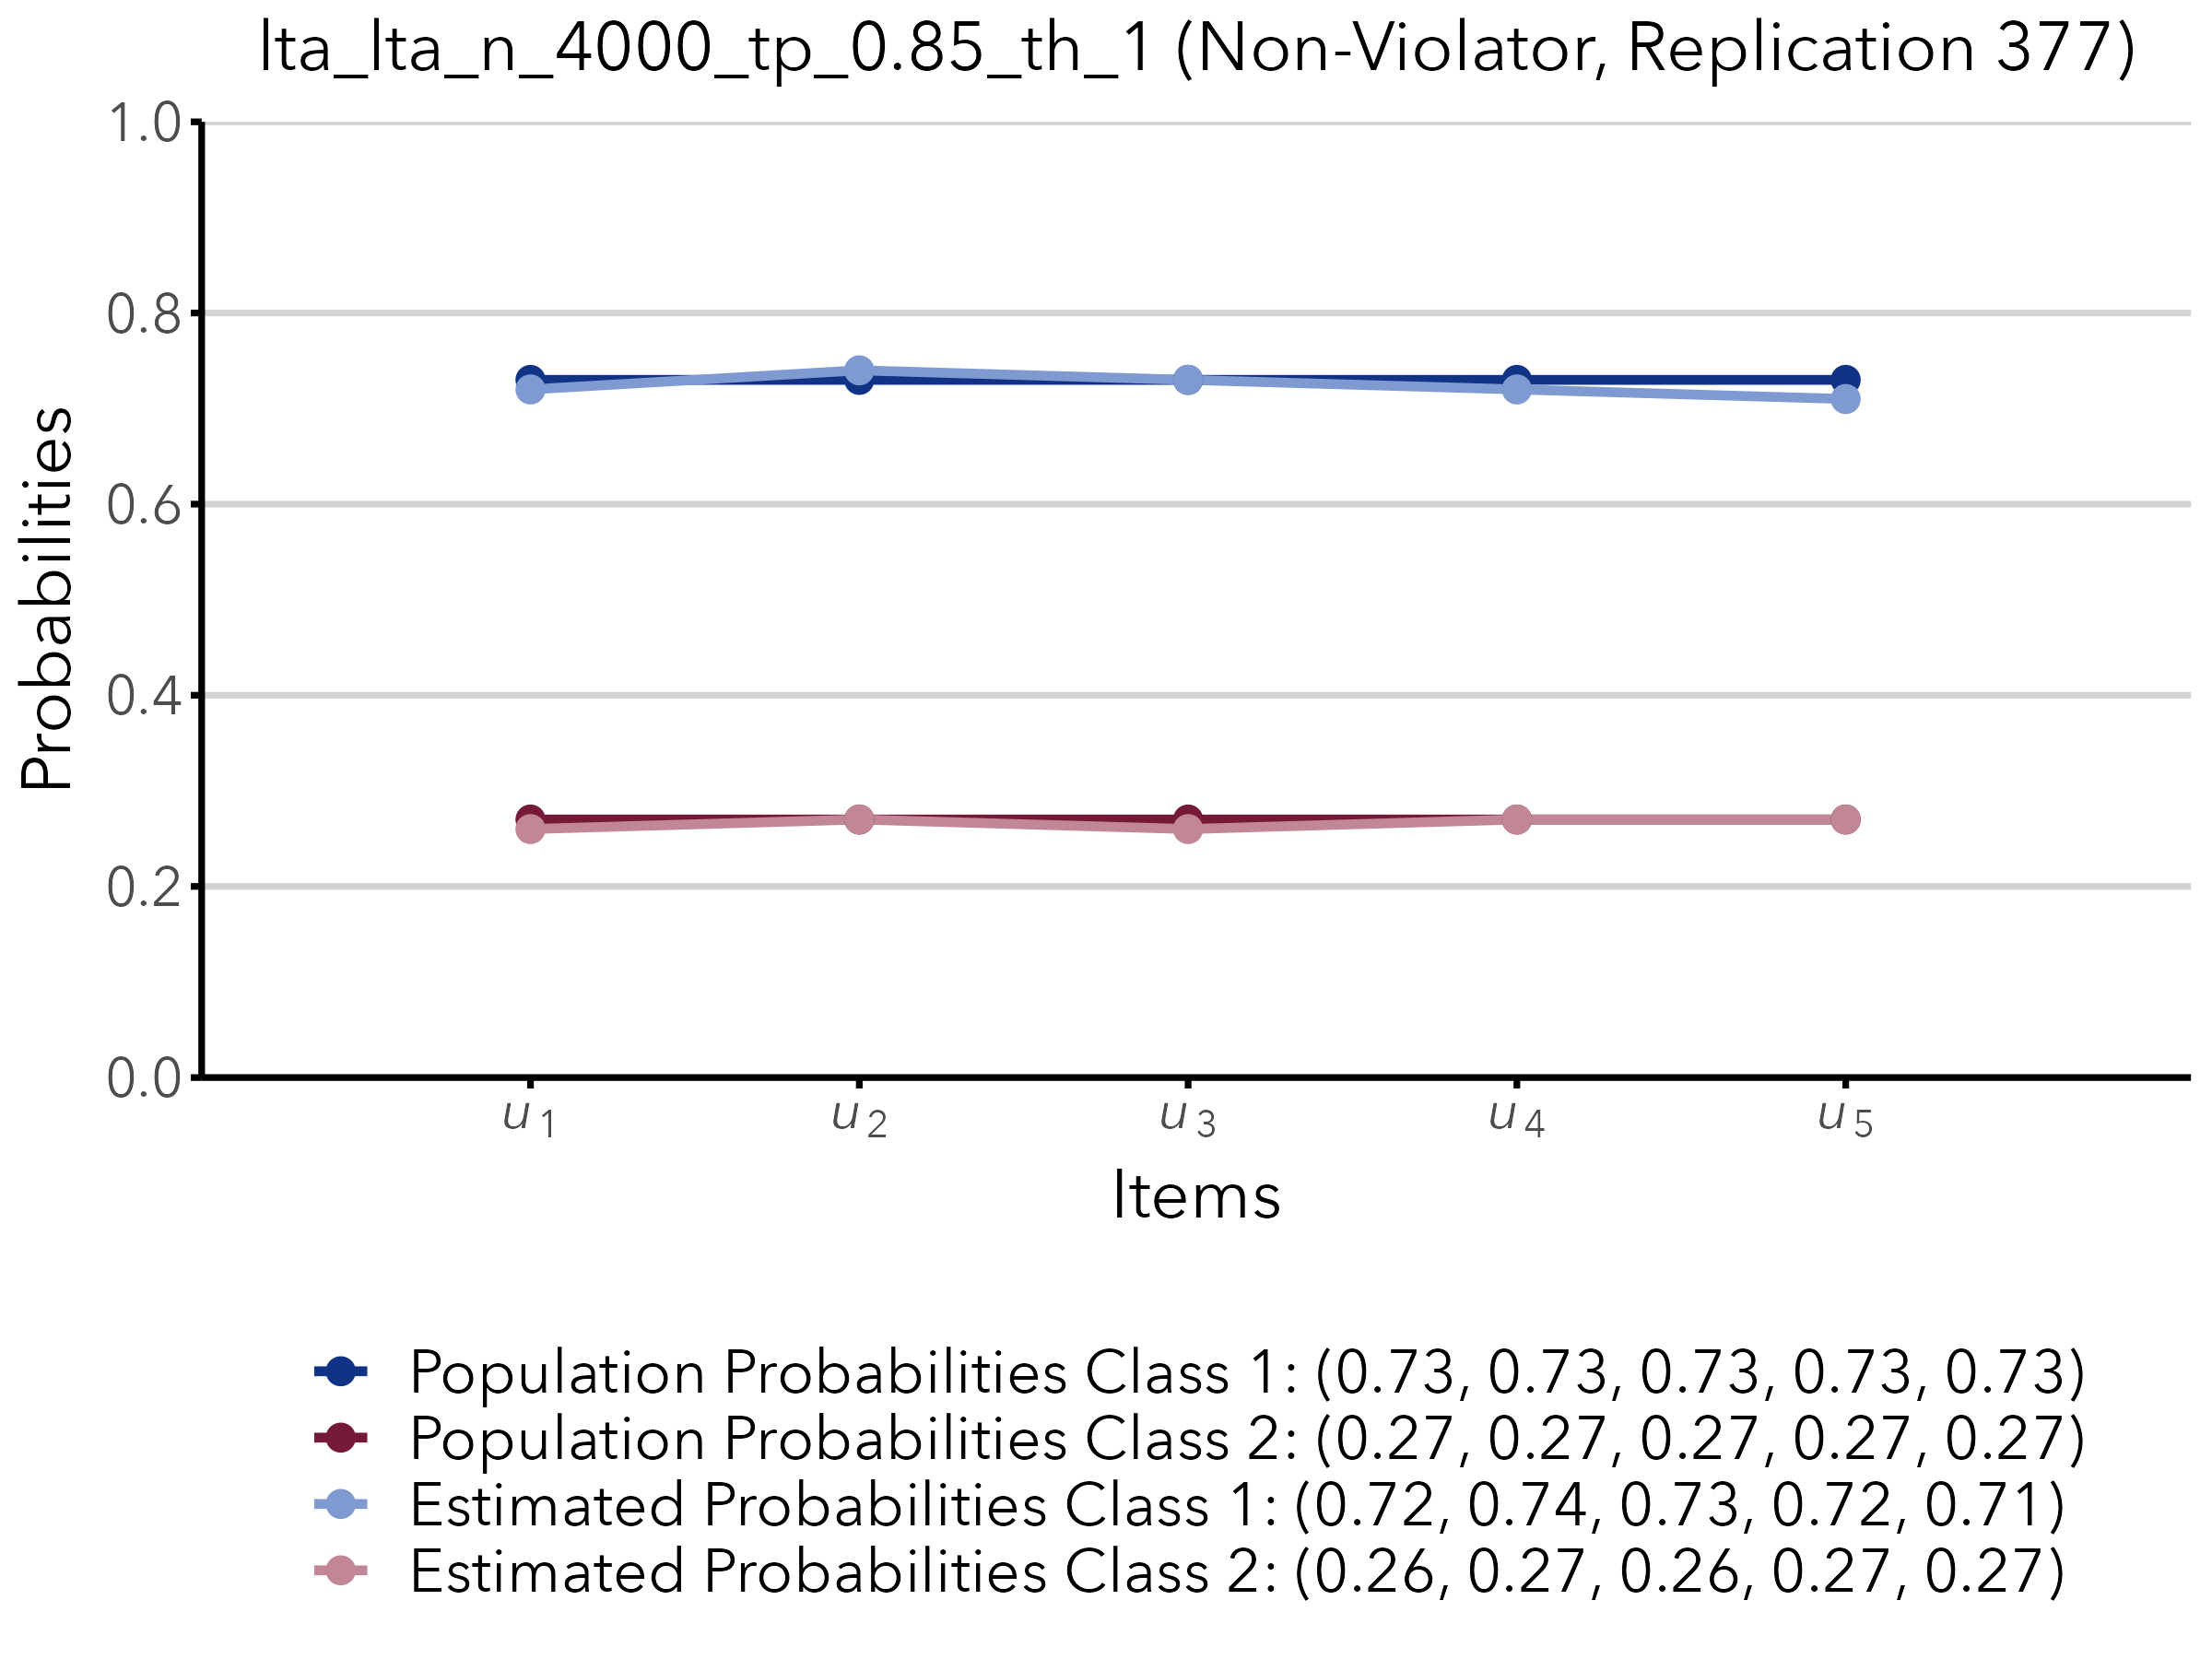 lta_lta_n_4000_tp_0.85_th_1 (Non-Violator, Replication 377)
Probabilities
1.0
0.8
0.6
0.4
0.2
0.0
u1 u2 u3 u4 u5
Items
Population Probabilities Class 1: (0.73, 0.73, 0.73, 0.73, 0.73)
Population Probabilities Class 2: (0.27, 0.27, 0.27, 0.27, 0.27)
Estimated Probabilities Class 1: (0.72, 0.74, 0.73, 0.72, 0.71)
Estimated Probabilities Class 2: (0.26, 0.27, 0.26, 0.27, 0.27)